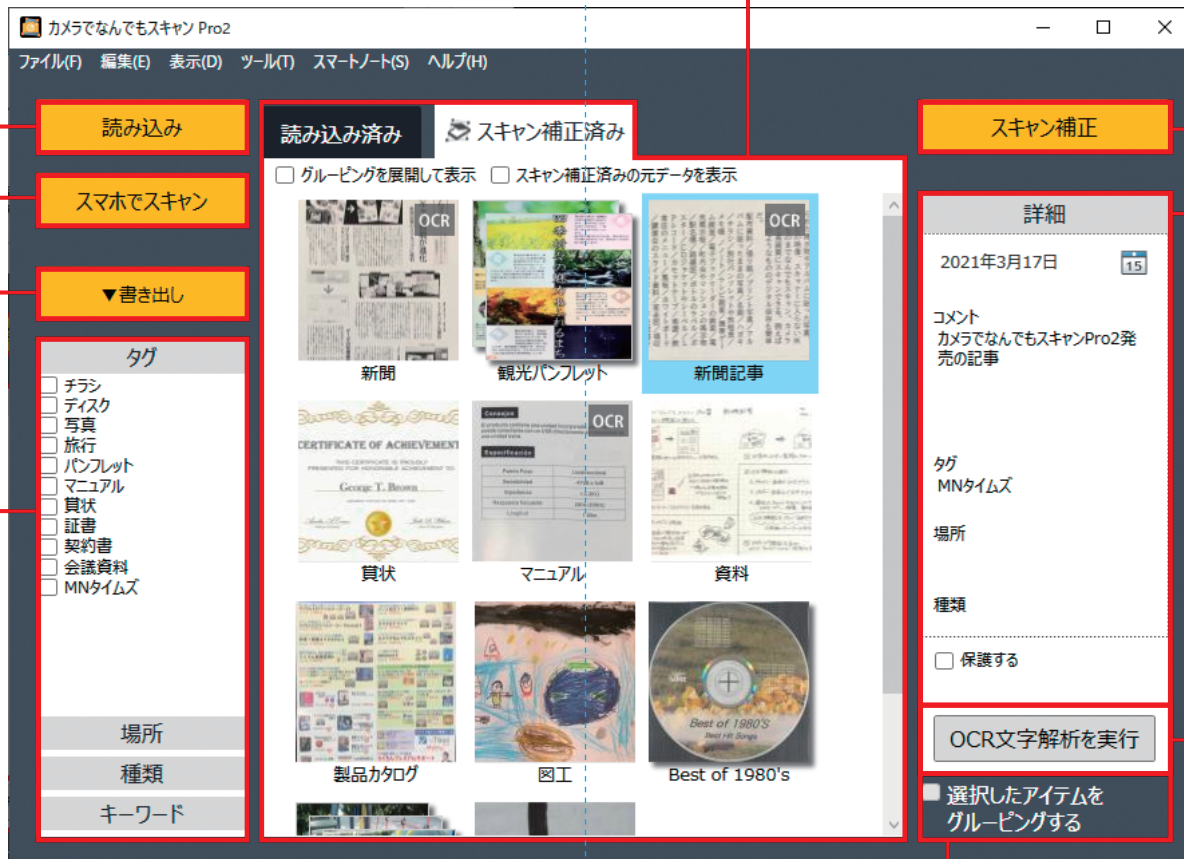 カメラでなんでもスキャン Pro2
ファイル(F) 編集(E) 表示(D) ツール(T) スマートノート(S) ヘルプ(H)
読み込み
スマホでスキャン
▼書き出し
タグ
チラシ
ディスク
写真
旅行
パンフレット
マニュアル
賞状
証書
契約書
会議資料
MNタイムズ
場所
種類
キーワード
読み込み済み
スキャン補正済み
グルーピングを展開して表示 スキャン補正済みの元データを表示
OCR
OCR
新聞 観光パンフレット 新聞記事
CERTIFICATE OF ACHIEVEMENT
THIS CERTIFICATE IS PROUDLY
PRESENTED FOR HONORABLE ACHIEVEMENT TO
George T. Brown
Consejos
OCR
Especificación
賞状 マニュアル 資料
Best of 1980'S
Best Hit Songs
製品カタログ 図工 Best of 1980's
スキャン補正
詳細
2021年3月17日
15
コメント
カメラでなんでもスキャンPro2発
売の記事
タグ
MNタイムズ
場所
種類
保護する
OCR文字解析を実行
選択したアイテムを
グルーピングする